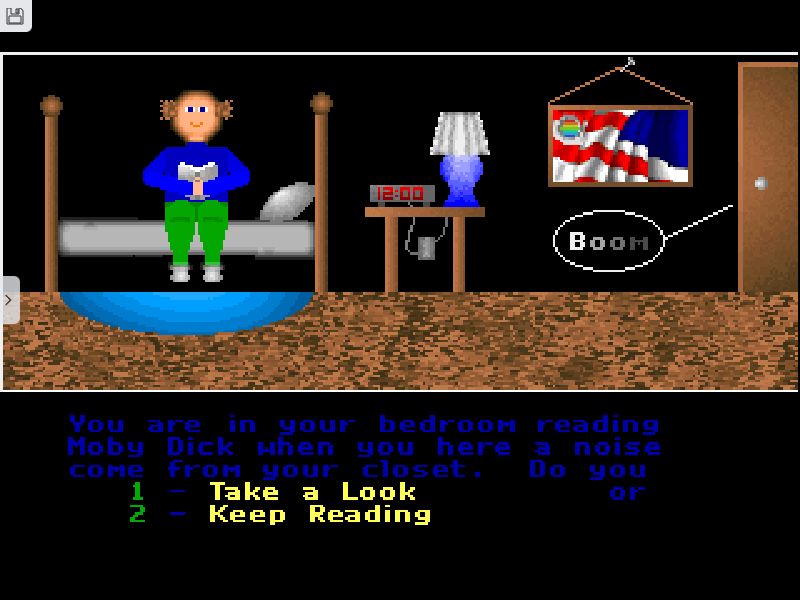 12:00
Boom
You are in your bedroom reading
Moby Dick when you here a noise
come from your closet. Do you
1 - Take a Look or
2 - Keep Reading